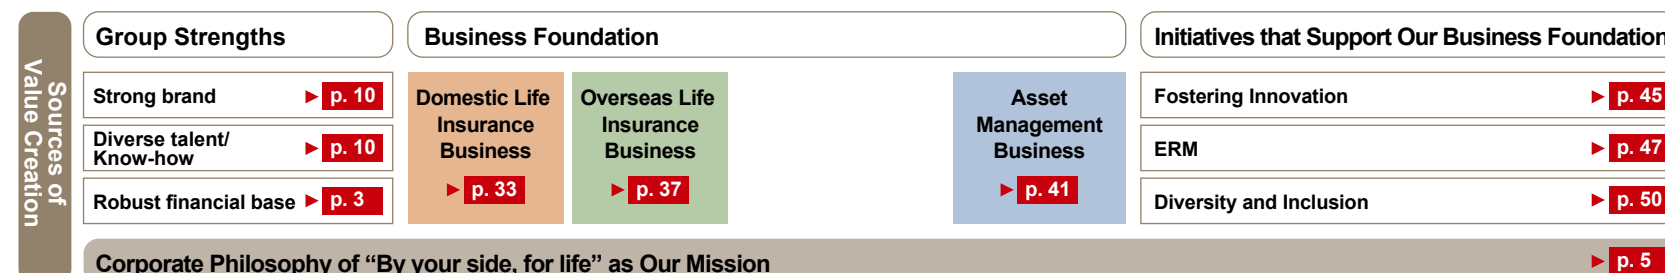 Sources of
Value Creation
Group Strengths
Strong brand ► p. 10
Diverse talent/
Know-how ► p. 10
Robust financial base ► p. 3
Business Foundation
Domestic Life
Insurance
Business
► p. 33
Overseas Life
Insurance
Business
► p. 37
Asset
Management
Business
► p. 41
Initiatives that Support Our Business Foundation
Fostering Innovation ► p. 45
ERM ► p. 47
Diversity and Inclusion ► p. 50
Corporate Philosophy of “By your side, for life” as Our Mission ► p. 5